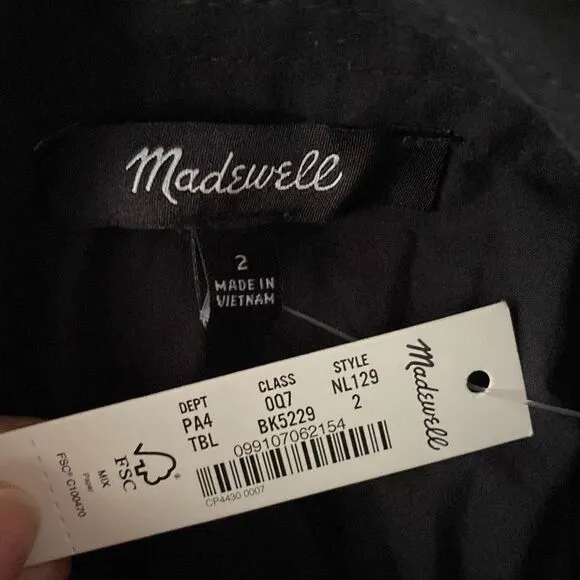 Madewell
2
MADE IN
VIETNAM
DEPT CLASS STYLE
PA4 0Q7 NL129
TBL BK5229 2
099107062154
CP4430 0007
Madewell
FSC
MIX
Paper
FSC® C100470